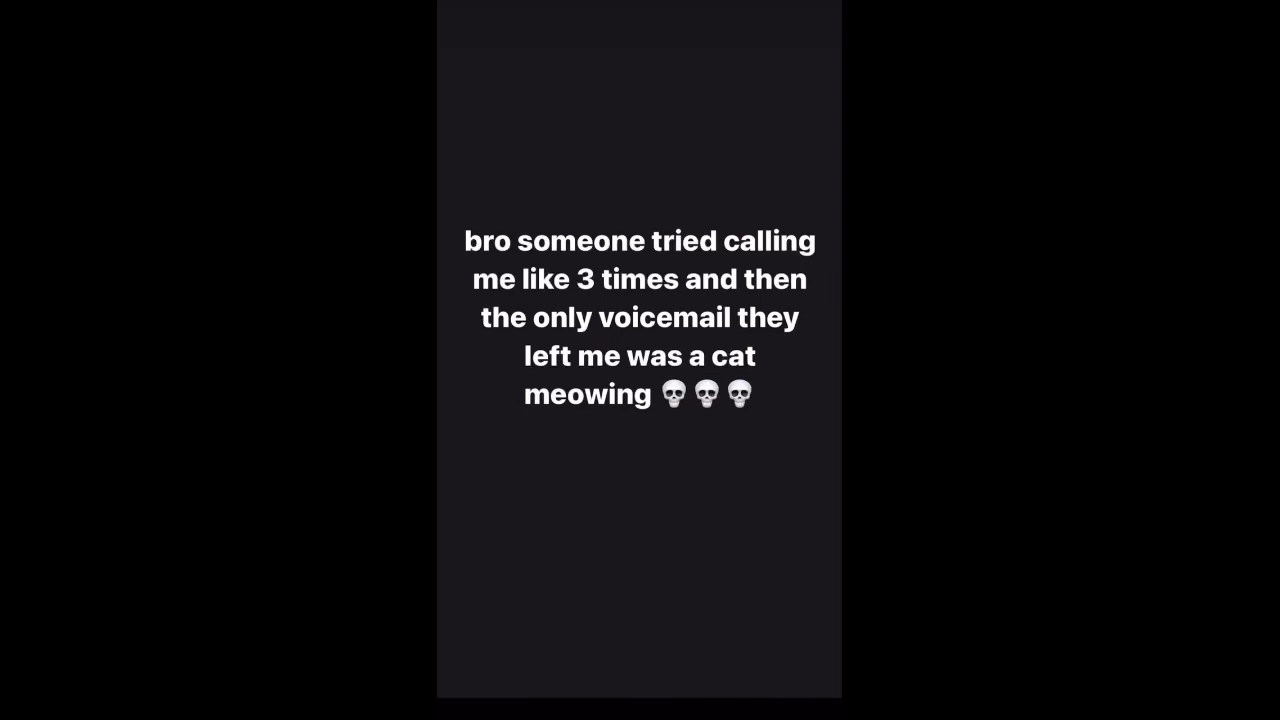 bro someone tried calling
me like 3 times and then
the only voicemail they
left me was a cat
meowing 💀💀💀